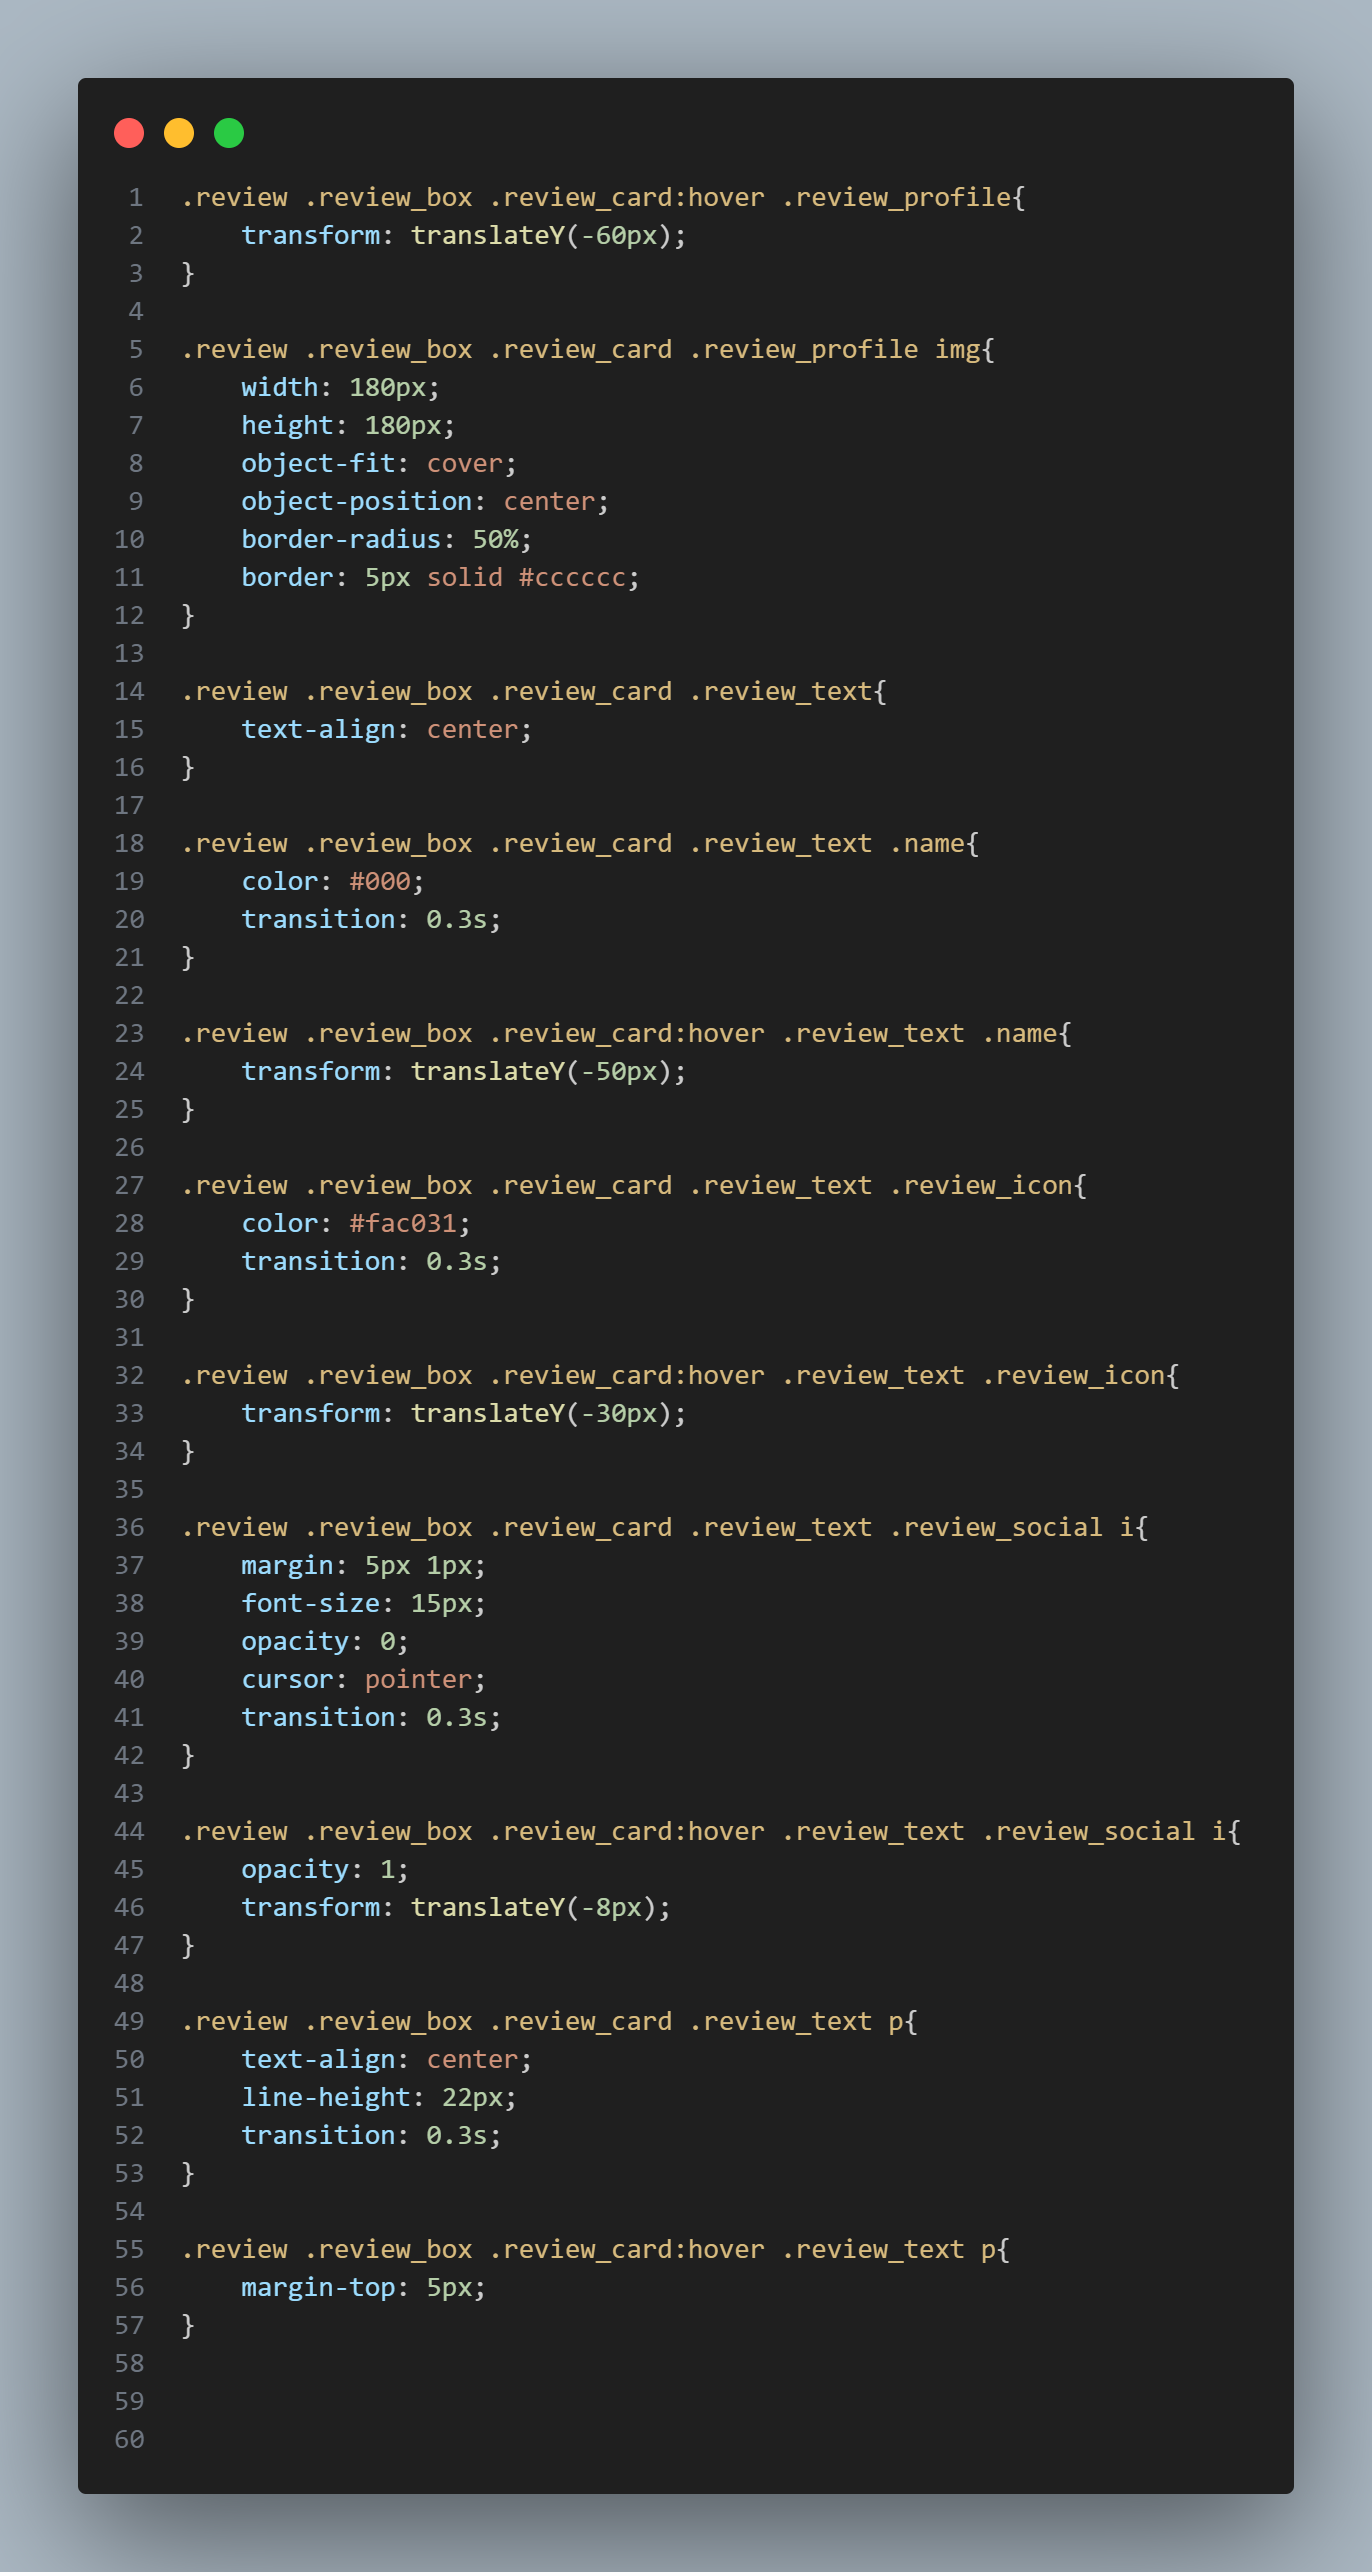 1 .review .review_box .review_card:hover .review_profile{
2     transform: translateY(-60px);
3 }
4
5 .review .review_box .review_card .review_profile img{
6     width: 180px;
7     height: 180px;
8     object-fit: cover;
9     object-position: center;
10     border-radius: 50%;
11     border: 5px solid #cccccc;
12 }
13
14 .review .review_box .review_card .review_text{
15     text-align: center;
16 }
17
18 .review .review_box .review_card .review_text .name{
19     color: #000;
20     transition: 0.3s;
21 }
22
23 .review .review_box .review_card:hover .review_text .name{
24     transform: translateY(-50px);
25 }
26
27 .review .review_box .review_card .review_text .review_icon{
28     color: #fac031;
29     transition: 0.3s;
30 }
31
32 .review .review_box .review_card:hover .review_text .review_icon{
33     transform: translateY(-30px);
34 }
35
36 .review .review_box .review_card .review_text .review_social i{
37     margin: 5px 1px;
38     font-size: 15px;
39     opacity: 0;
40     cursor: pointer;
41     transition: 0.3s;
42 }
43
44 .review .review_box .review_card:hover .review_text .review_social i{
45     opacity: 1;
46     transform: translateY(-8px);
47 }
48
49 .review .review_box .review_card .review_text p{
50     text-align: center;
51     line-height: 22px;
52     transition: 0.3s;
53 }
54
55 .review .review_box .review_card:hover .review_text p{
56     margin-top: 5px;
57 }
58
59
60